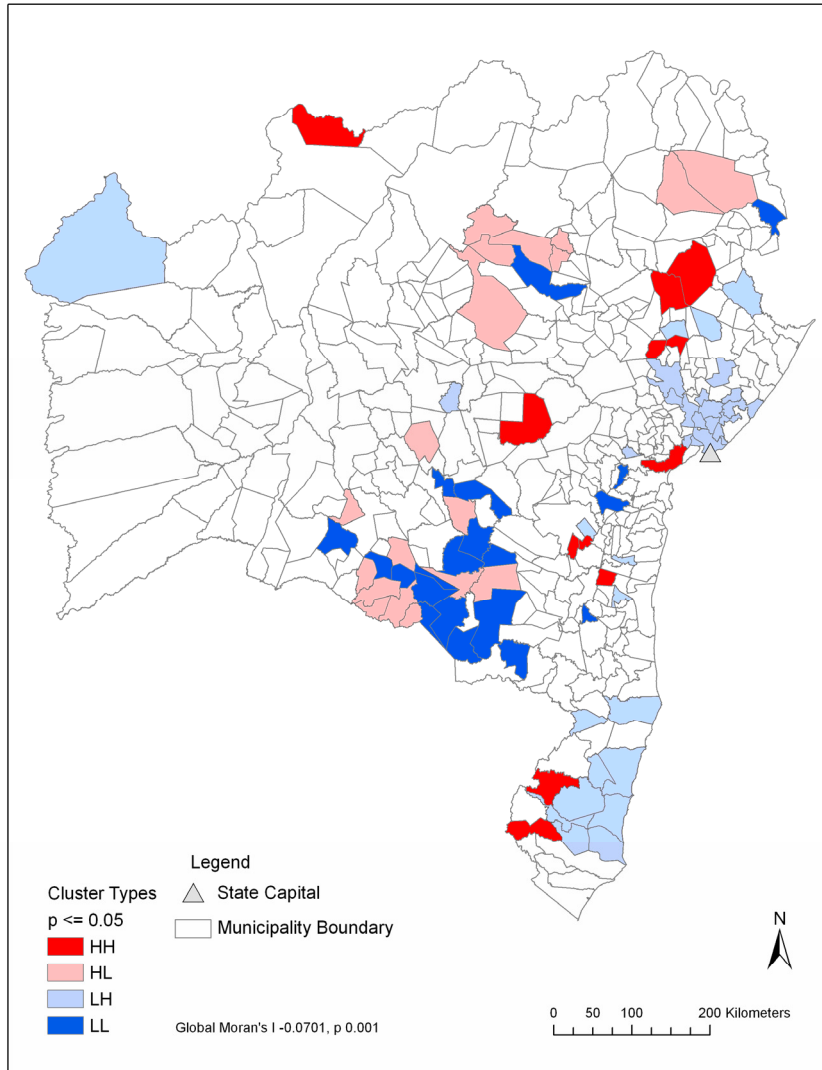 Legend
Cluster Types
State Capital
p <= 0.05
Municipality Boundary
HH
HL
LH
LL
Global Moran's I -0.0701, p 0.001
N
0 50 100 200 Kilometers